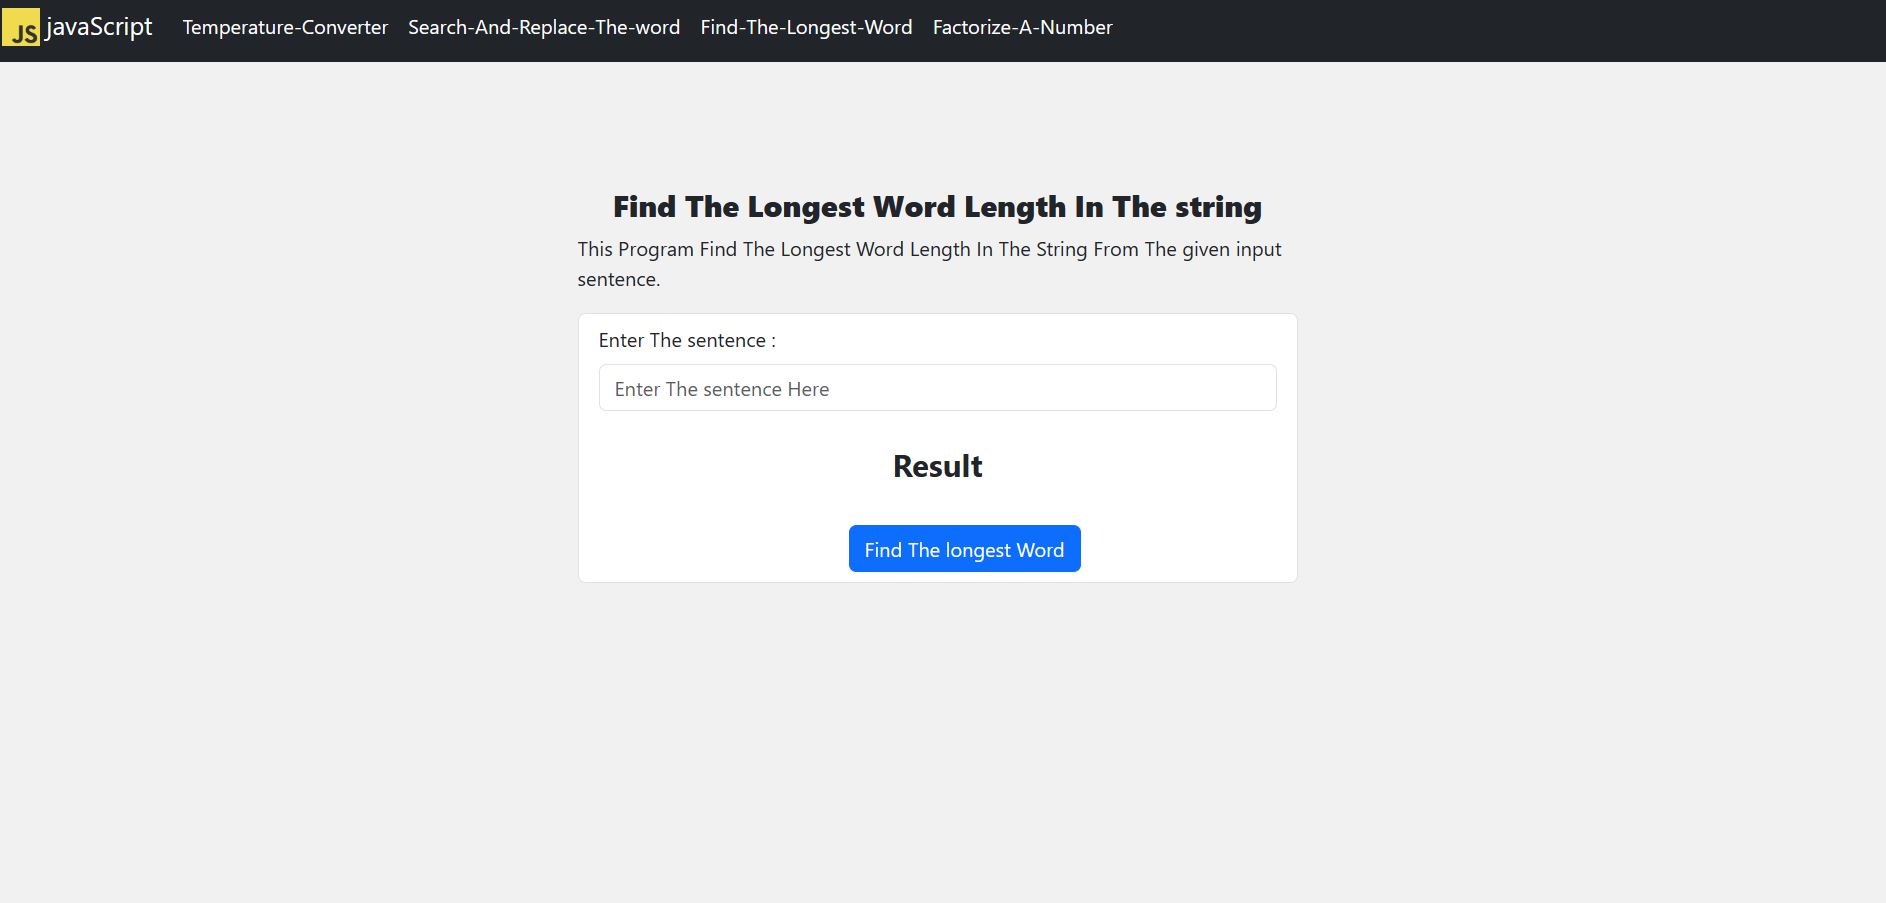 JS javaScript Temperature-Converter Search-And-Replace-The-word Find-The-Longest-Word Factorize-A-Number
Find The Longest Word Length In The string
This Program Find The Longest Word Length In The String From The given input
sentence.
Enter The sentence :
Enter The sentence Here
Result
Find The longest Word